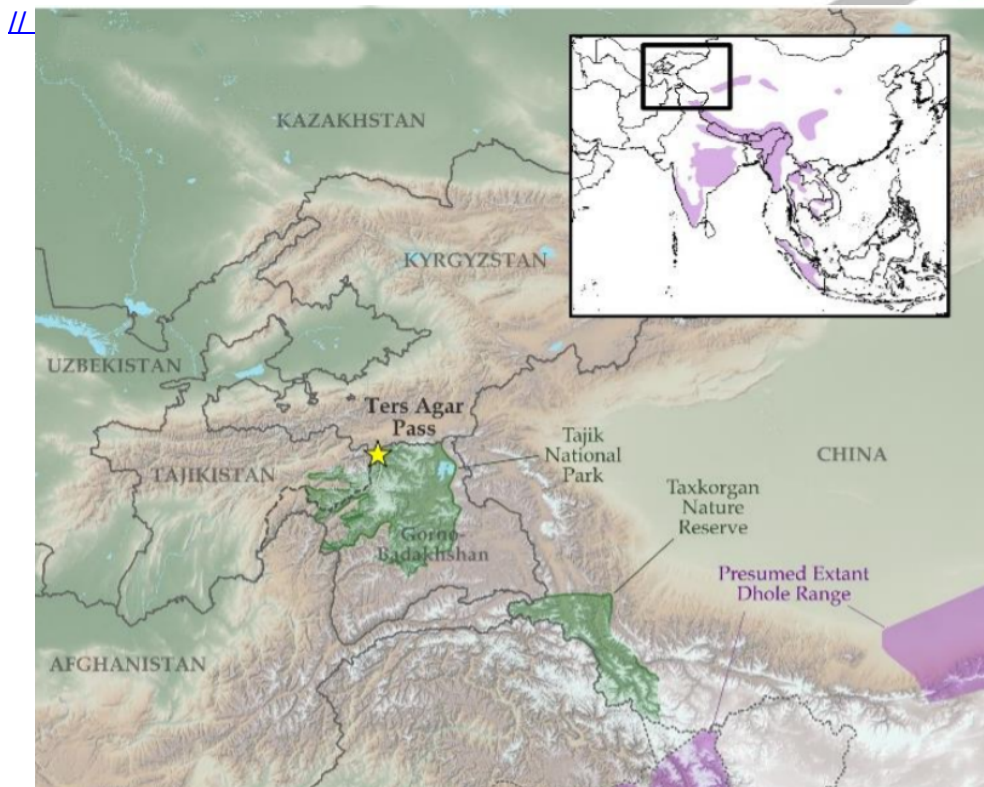 //
KAZAKHSTAN
KYRGYZSTAN
UZBEKISTAN
Ters Agar
Pass
TAJIKISTAN
Tajik
National
Park
CHINA
Taxkorgan
Nature
Reserve
Gorno-
Badakhshan
Presumed Extant
Dhole Range
AFGHANISTAN